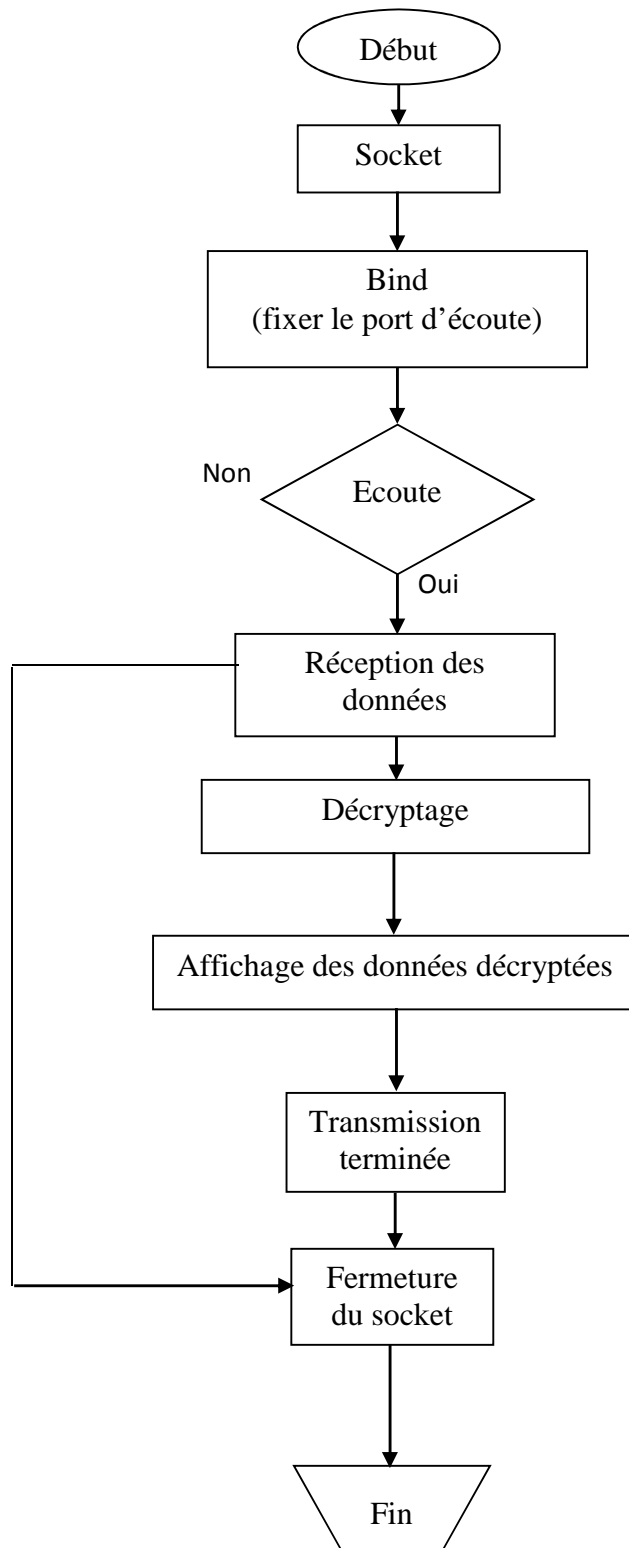 Début
Socket
Bind
(fixer le port d’écoute)
Non
Ecoute
Oui
Réception des
données
Décryptage
Affichage des données décryptées
Transmission
terminée
Fermeture
du socket
Fin